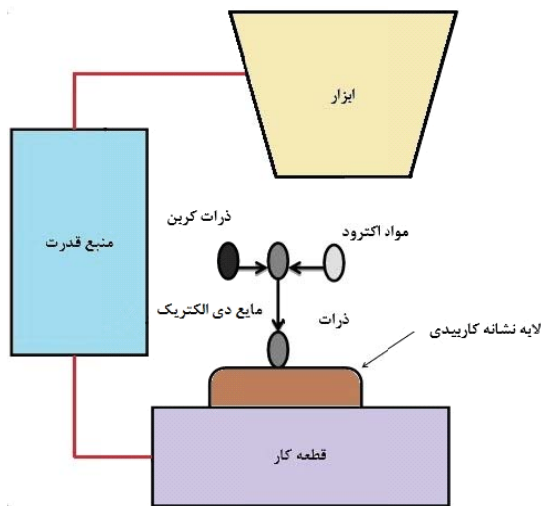 ابزار
ذرات کربن
مواد اکترود
منبع قدرت
مایع دی الکتریک
ذرات
لایه نشانه کاربیدی
قطعه کار